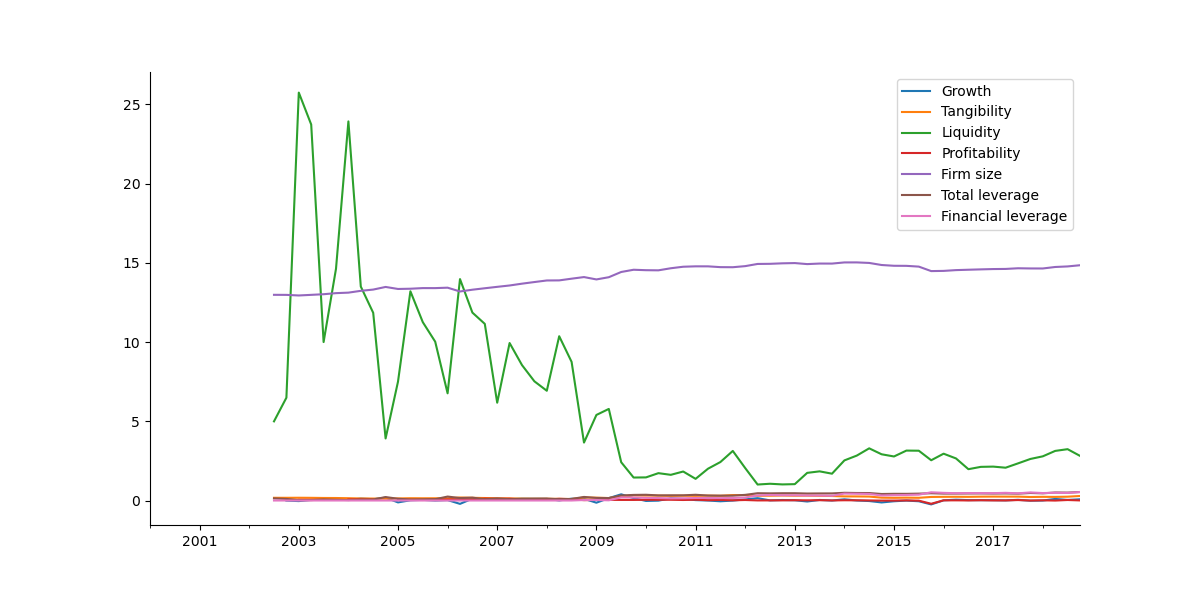 25
20
15
10
5
0
2001 2003 2005 2007 2009 2011 2013 2015 2017
Growth
Tangibility
Liquidity
Profitability
Firm size
Total leverage
Financial leverage